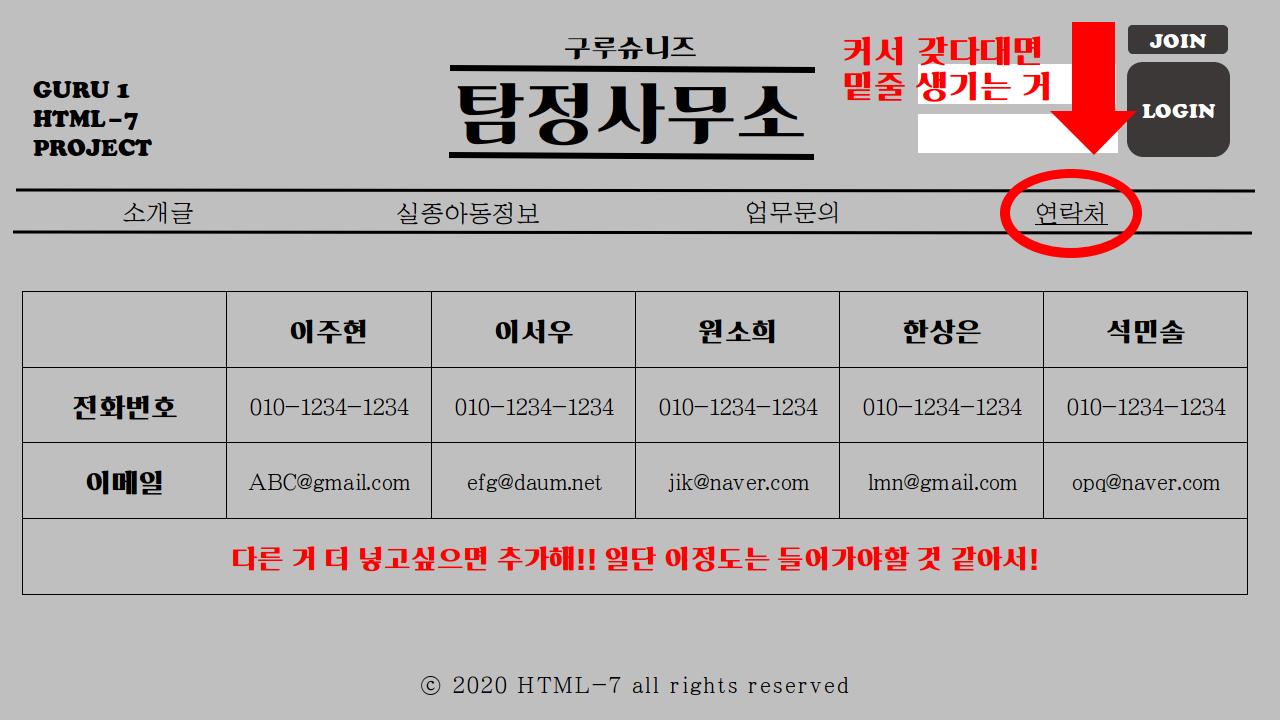 GURU 1
HTML-7
PROJECT
구루슈니즈
탐정사무소
커서 갖다대면
밑줄 생기는 거
JOIN
LOGIN
소개글 실종아동정보 업무문의 연락처
이주현 이서우 원소희 한상은 석민솔
전화번호 010-1234-1234 010-1234-1234 010-1234-1234 010-1234-1234 010-1234-1234
이메일 ABC@gmail.com efg@daum.net jik@naver.com lmn@gmail.com opq@naver.com
다른 거 더 넣고싶으면 추가해!! 일단 이정도는 들어가야할 것 같아서!
ⓒ 2020 HTML-7 all rights reserved